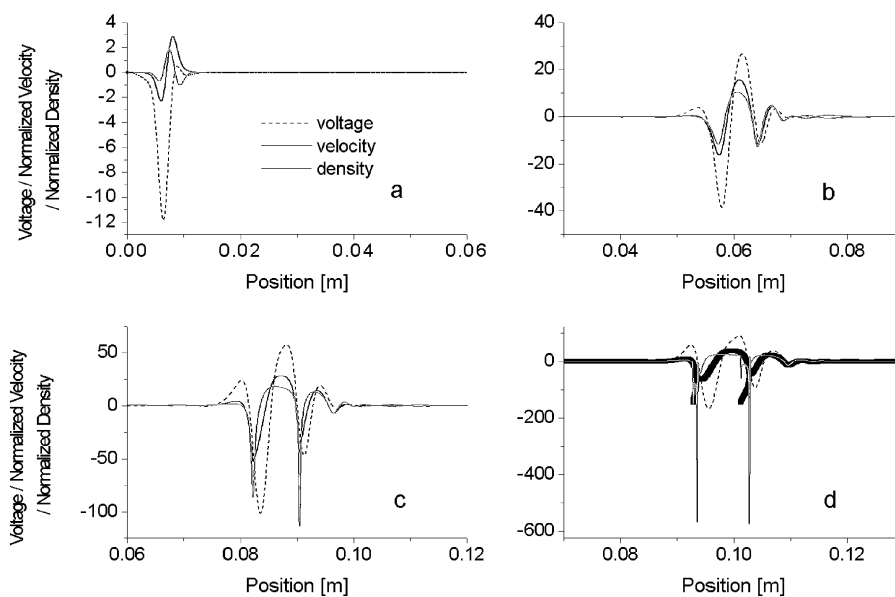 4
2
0
-2
-4
-6
-8
-10
-12
0.00 0.02 0.04 0.06
Position [m]
Voltage / Normalized Velocity
/ Normalized Density
voltage
velocity
density
a
40
20
0
-20
-40
0.04 0.06 0.08
Position [m]
b
50
0
-50
-100
0.06 0.08 0.10 0.12
Position [m]
Voltage / Normalized Velocity
/ Normalized Density
c
0
-200
-400
-600
0.08 0.10 0.12
Position [m]
d